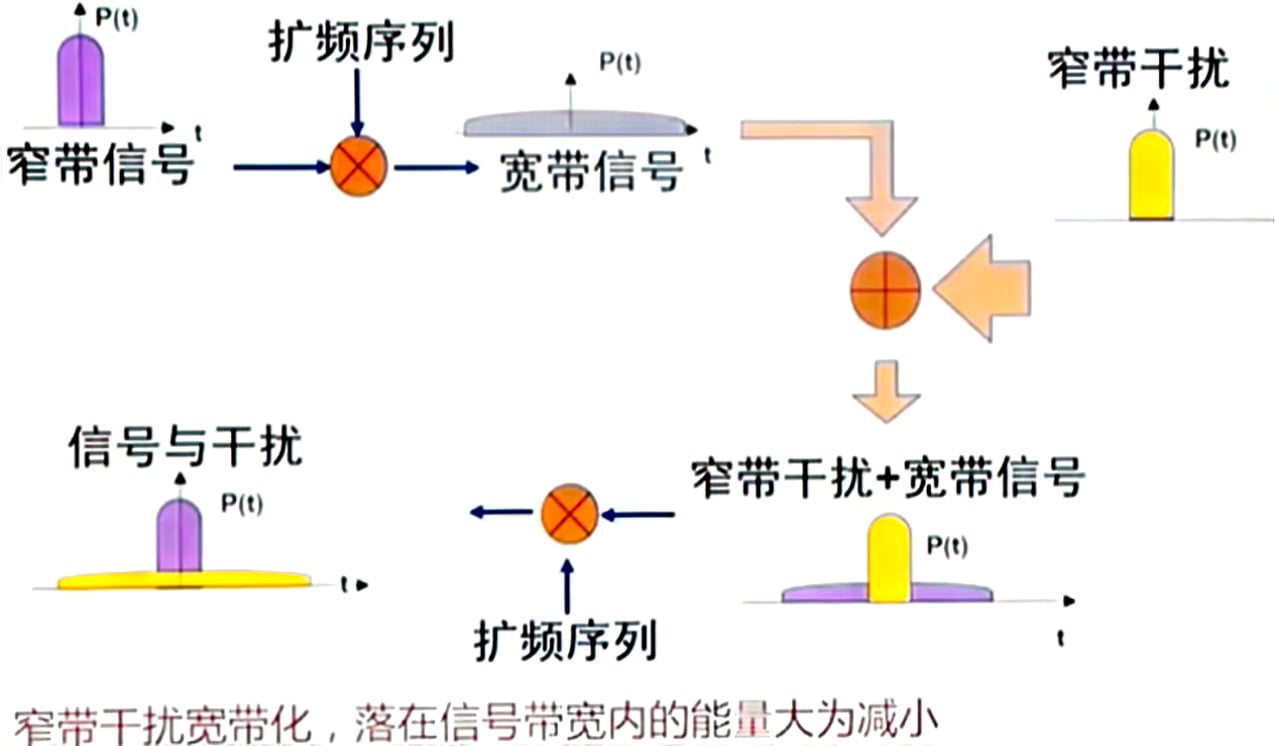 P(t)
扩频序列
P(t)
窄带干扰
P(t)
t
窄带信号
宽带信号
t
信号与干扰
P(t)
t
窄带干扰+宽带信号
P(t)
t
扩频序列
窄带干扰宽带化，落在信号带宽内的能量大为减小